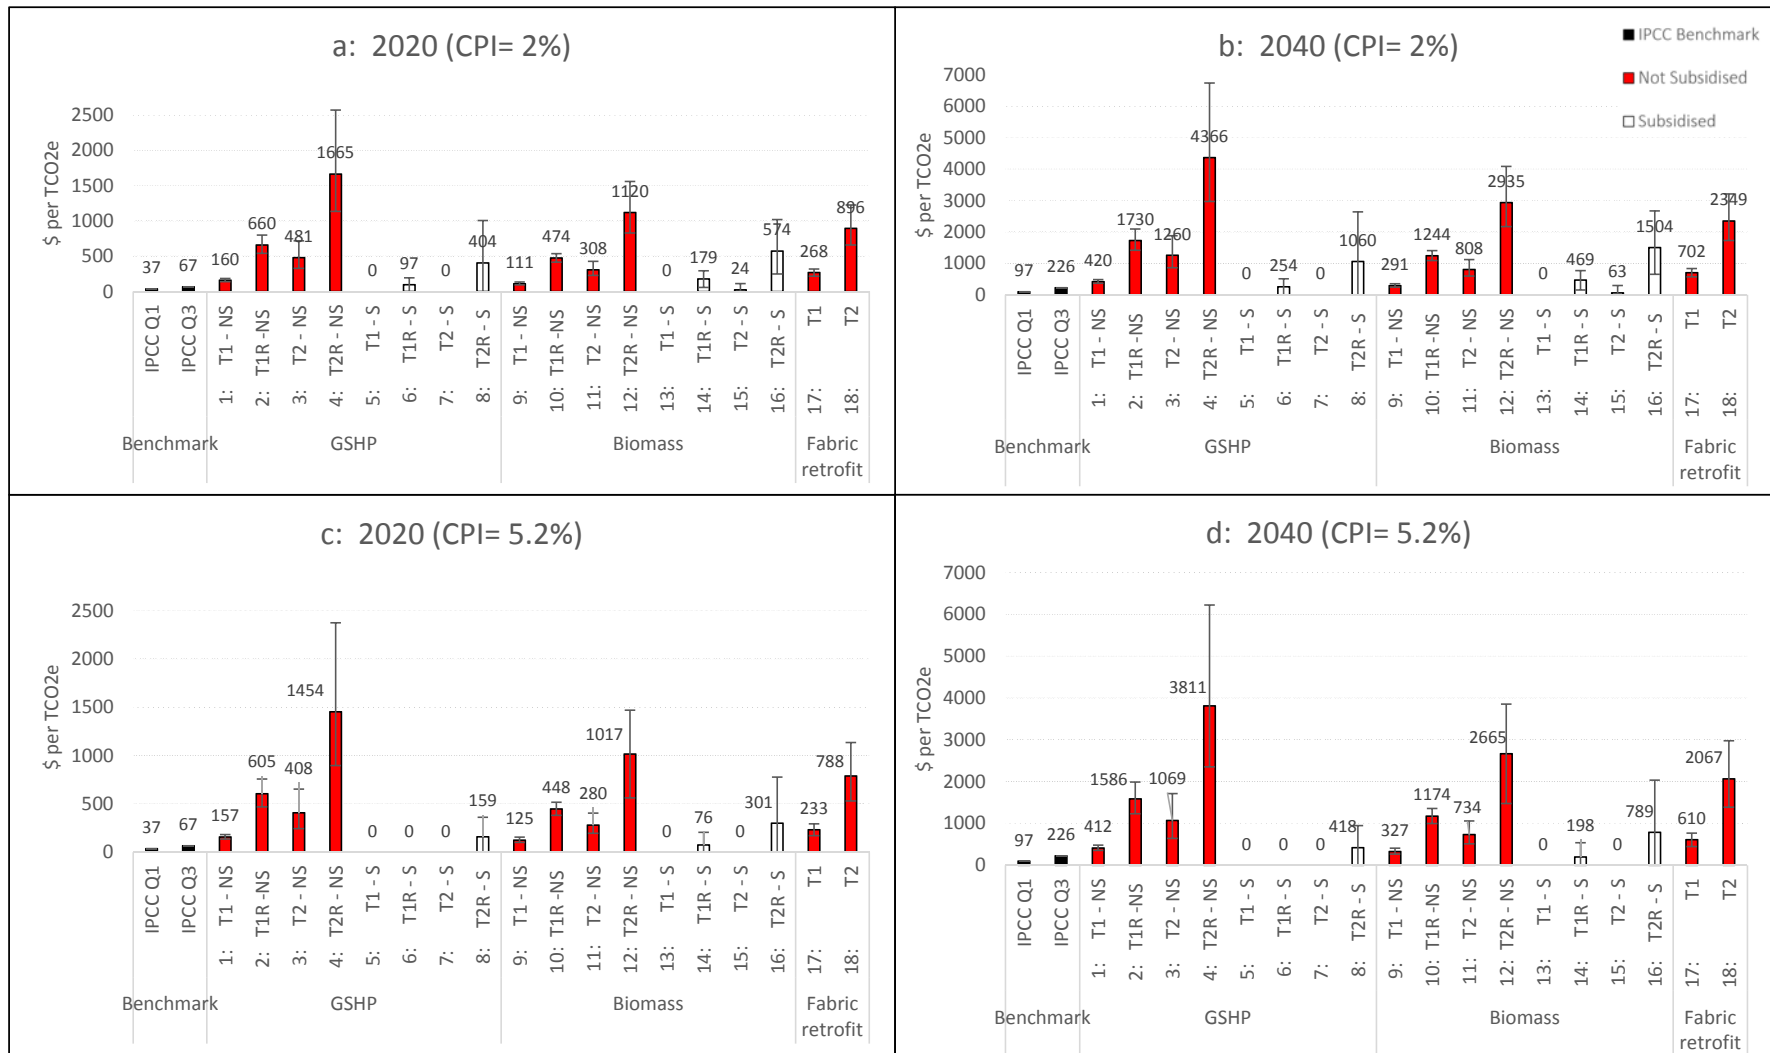 a: 2020 (CPI= 2%)
$ per TCO2e
2500
2000
1500
1000
500
0
37
67
160
660
481
1665
0
97
0
404
111
474
308
1120
0
179
24
574
268
896
IPCC Q1
IPCC Q3
1: T1 - NS
2: T1R -NS
3: T2 - NS
4: T2R - NS
5: T1 - S
6: T1R - S
7: T2 - S
8: T2R - S
9: T1 - NS
10: T1R -NS
11: T2 - NS
12: T2R - NS
13: T1 - S
14: T1R - S
15: T2 - S
16: T2R - S
17: T1
18: T2
Benchmark
GSHP
Biomass
Fabric
retrofit
b: 2040 (CPI= 2%)
IPCC Benchmark
Not Subsidised
Subsidised
$ per TCO2e
7000
6000
5000
4000
3000
2000
1000
0
97
226
420
1730
1260
4366
0
254
0
1060
291
1244
808
2935
0
469
63
1504
702
2349
IPCC Q1
IPCC Q3
1: T1 - NS
2: T1R -NS
3: T2 - NS
4: T2R - NS
5: T1 - S
6: T1R - S
7: T2 - S
8: T2R - S
9: T1 - NS
10: T1R -NS
11: T2 - NS
12: T2R - NS
13: T1 - S
14: T1R - S
15: T2 - S
16: T2R - S
17: T1
18: T2
Benchmark
GSHP
Biomass
Fabric
retrofit
c: 2020 (CPI= 5.2%)
$ per TCO2e
2500
2000
1500
1000
500
0
37
67
157
605
408
1454
0
0
0
159
125
448
280
1017
0
76
0
301
233
788
IPCC Q1
IPCC Q3
1: T1 - NS
2: T1R -NS
3: T2 - NS
4: T2R - NS
5: T1 - S
6: T1R - S
7: T2 - S
8: T2R - S
9: T1 - NS
10: T1R -NS
11: T2 - NS
12: T2R - NS
13: T1 - S
14: T1R - S
15: T2 - S
16: T2R - S
17: T1
18: T2
Benchmark
GSHP
Biomass
Fabric
retrofit
d: 2040 (CPI= 5.2%)
$ per TCO2e
7000
6000
5000
4000
3000
2000
1000
0
97
226
412
1586
1069
3811
0
0
0
418
327
1174
734
2665
0
198
0
789
610
2067
IPCC Q1
IPCC Q3
1: T1 - NS
2: T1R -NS
3: T2 - NS
4: T2R - NS
5: T1 - S
6: T1R - S
7: T2 - S
8: T2R - S
9: T1 - NS
10: T1R -NS
11: T2 - NS
12: T2R - NS
13: T1 - S
14: T1R - S
15: T2 - S
16: T2R - S
17: T1
18: T2
Benchmark
GSHP
Biomass
Fabric
retrofit